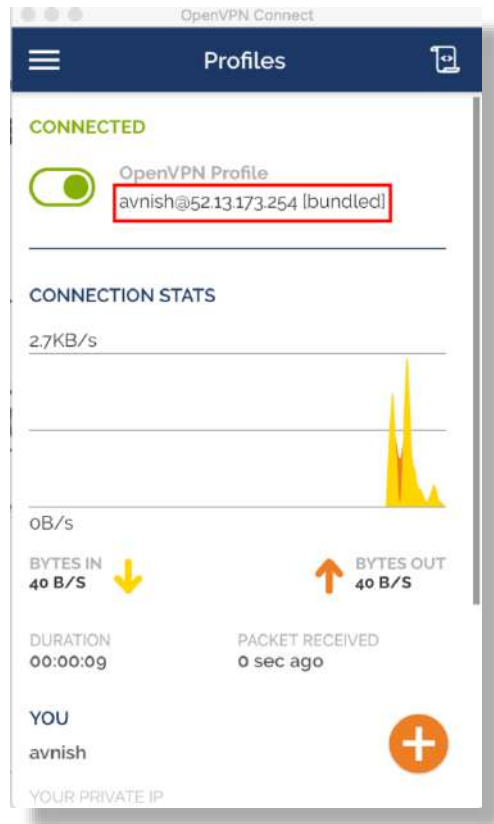 OpenVPN Connect
Profiles
CONNECTED
OpenVPN Profile
avnish@52.13.173.254 [bundled]
CONNECTION STATS
2.7KB/s
0B/s
BYTES IN
40 B/S
BYTES OUT
40 B/S
DURATION
00:00:09
PACKET RECEIVED
0 sec ago
YOU
avnish
YOUR PRIVATE IP